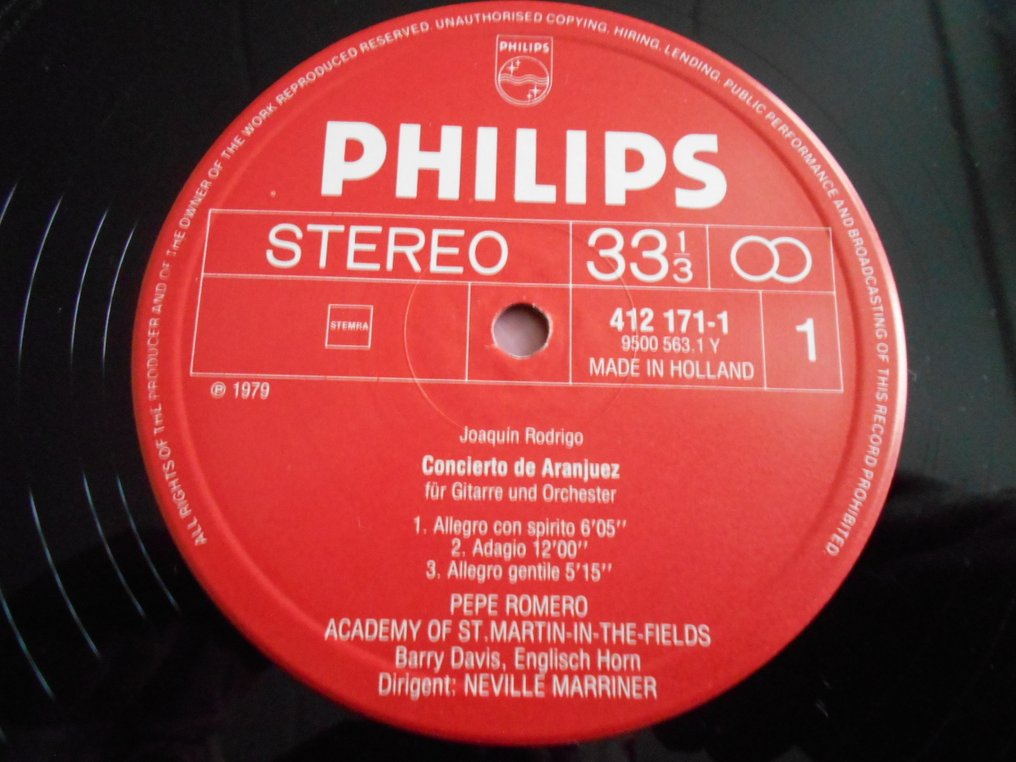 ALL RIGHTS OF THE PRODUCER AND OF THE OWNER OF THE WORK REPRODUCED RESERVED. UNAUTHORISED COPYING, HIRING, LENDING, PUBLIC PERFORMANCE AND BROADCASTING OF THIS RECORD PROHIBITED.
PHILIPS
PHILIPS
STEREO 33 1/3
STEMRA
412 171-1
9500 563.1 Y
MADE IN HOLLAND
1
℗ 1979
Joaquín Rodrigo
Concierto de Aranjuez
für Gitarre und Orchester
1. Allegro con spirito 6'05''
2. Adagio 12'00''
3. Allegro gentile 5'15''
PEPE ROMERO
ACADEMY OF ST.MARTIN-IN-THE-FIELDS
Barry Davis, Englisch Horn
Dirigent: NEVILLE MARRINER